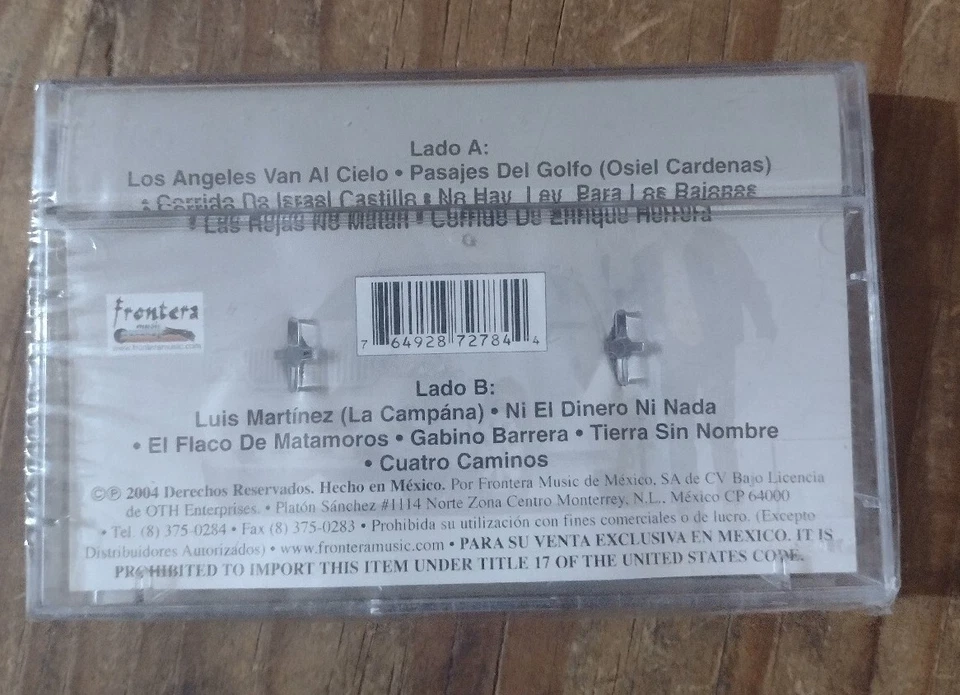 Lado A:
Los Angeles Van Al Cielo • Pasajes Del Golfo (Osiel Cardenas)
• Corrido De Israel Castillo • No Hay Ley Para Las Bajenas
• Las Rejas No Matan • Corrido De Enrique Herrera
frontera
music
www.fronteramusic.com
7 64928 72784 4
Lado B:
Luis Martínez (La Campána) • Ni El Dinero Ni Nada
• El Flaco De Matamoros • Gabino Barrera • Tierra Sin Nombre
• Cuatro Caminos
©℗ 2004 Derechos Reservados. Hecho en México. Por Frontera Music de México, SA de CV Bajo Licencia
de OTH Enterprises. • Platón Sánchez #1114 Norte Zona Centro Monterrey, N.L., México CP 64000
• Tel. (8) 375-0284 • Fax (8) 375-0283 • Prohibida su utilización con fines comerciales o de lucro. (Excepto
Distribuidores Autorizados) • www.fronteramusic.com • PARA SU VENTA EXCLUSIVA EN MEXICO. IT IS
PROHIBITED TO IMPORT THIS ITEM UNDER TITLE 17 OF THE UNITED STATES CODE.